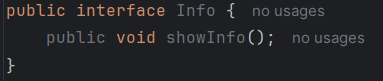 public interface Info {  no usages
    public void showInfo();  no usages
}